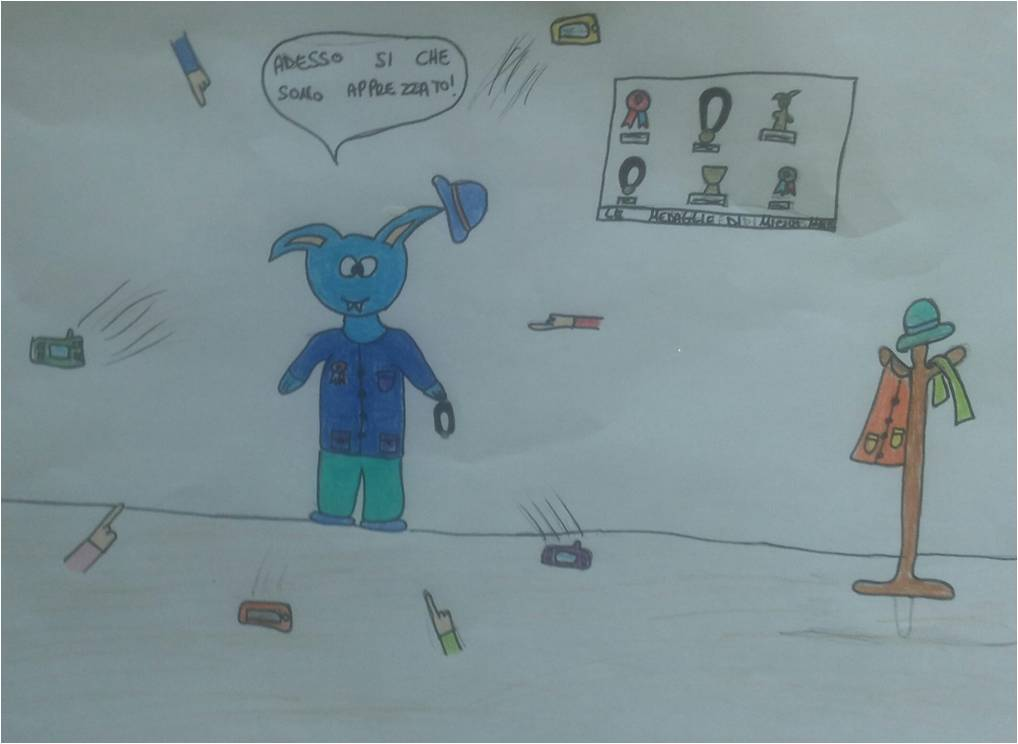 ADESSO SI CHE
SONO APPREZZATO!
LE MEDAGLIE DI